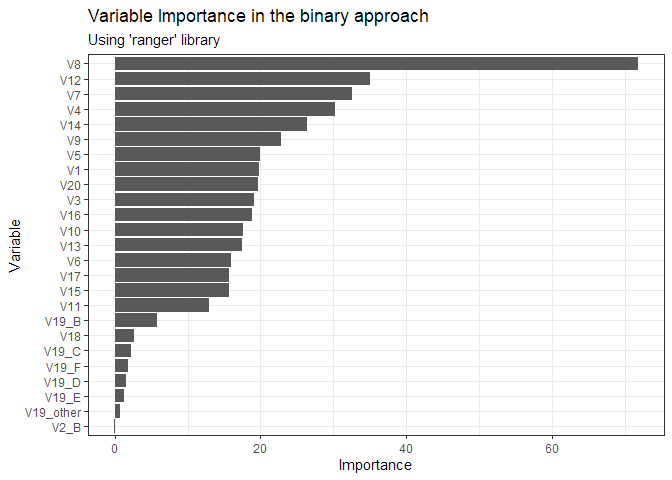 Variable Importance in the binary approach
Using 'ranger' library
V8
V12
V7
V4
V14
V9
V5
V1
V20
V3
V16
V10
V13
V6
V17
V15
V11
V19_B
V18
V19_C
V19_F
V19_D
V19_E
V19_other
V2_B
Variable
0 20 40 60
Importance